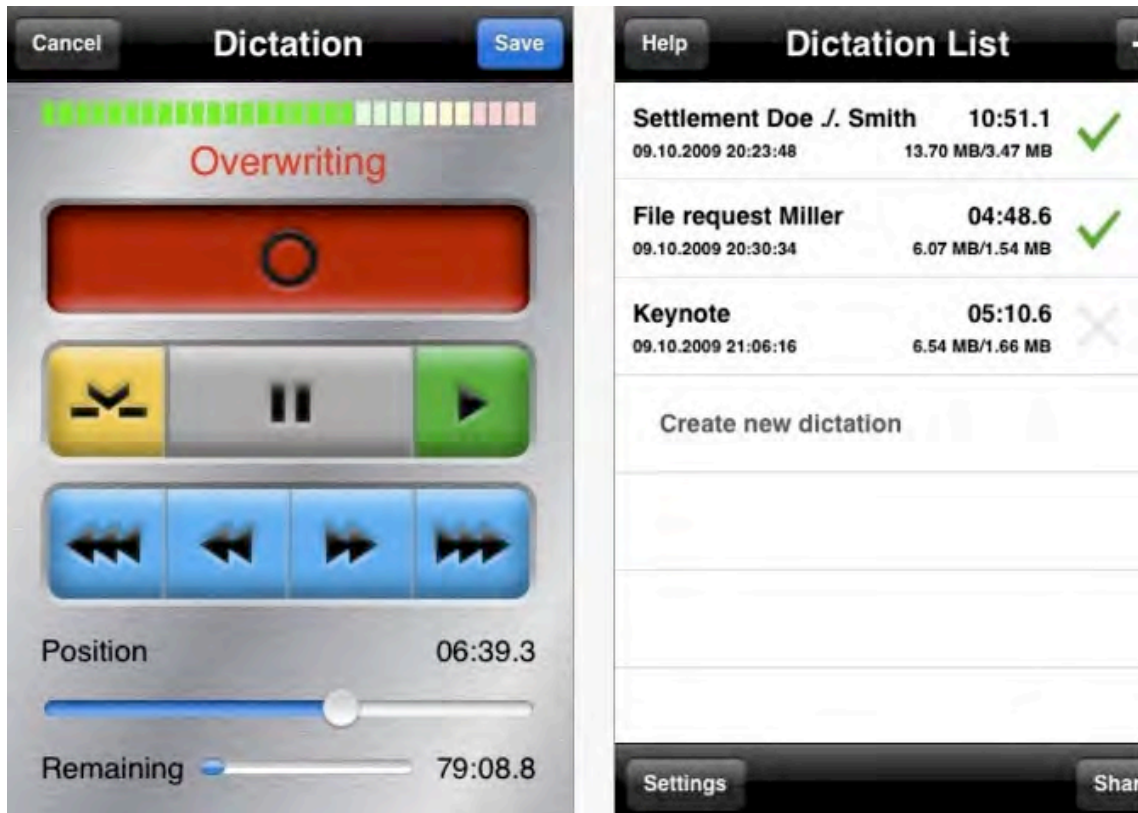 Cancel Dictation Save
Overwriting
Position 06:39.3
Remaining 79:08.8
Help Dictation List
Settlement Doe ./. Smith 10:51.1
09.10.2009 20:23:48 13.70 MB/3.47 MB
File request Miller 04:48.6
09.10.2009 20:30:34 6.07 MB/1.54 MB
Keynote 05:10.6
09.10.2009 21:06:16 6.54 MB/1.66 MB
Create new dictation
Settings Shar